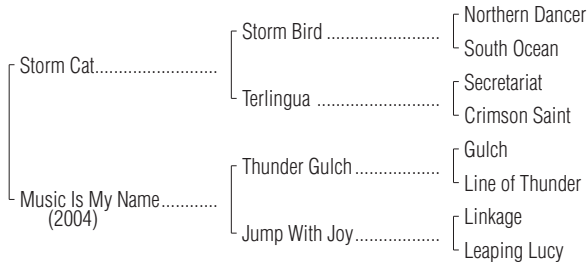 Northern Dancer
Storm Bird ......................
South Ocean
Storm Cat........................
Secretariat
Terlingua ........................
Crimson Saint
Gulch
Thunder Gulch .................
Line of Thunder
Music Is My Name............
(2004)
Linkage
Jump With Joy.................
Leaping Lucy